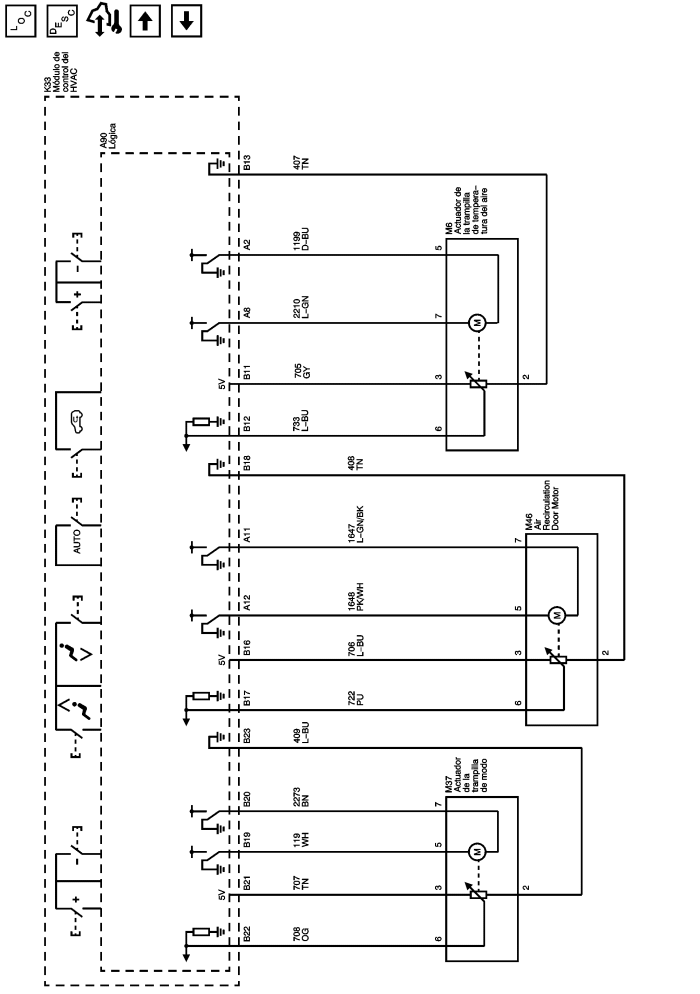 LOC
DESC
K33
Módulo de
control del
HVAC
A90
Lógica
B13
407
TN
A2
1199
D-BU
5
M6
Actuador de
la trampilla
de tempera-
tura del aire
A8
2210
L-GN
7
M
5V
B11
705
GY
3
2
B12
733
L-BU
6
B18
408
TN
A11
1647
L-GN/BK
7
M46
Air
Recirculation
Door Motor
A12
1648
PK/WH
5
M
5V
B16
706
L-BU
3
2
B17
722
PU
6
B23
409
L-BU
B20
2273
BN
7
M37
Actuador
de la
trampilla
de modo
B19
119
WH
5
M
5V
B21
707
TN
3
2
B22
708
OG
6
−
+
AUTO
−
+